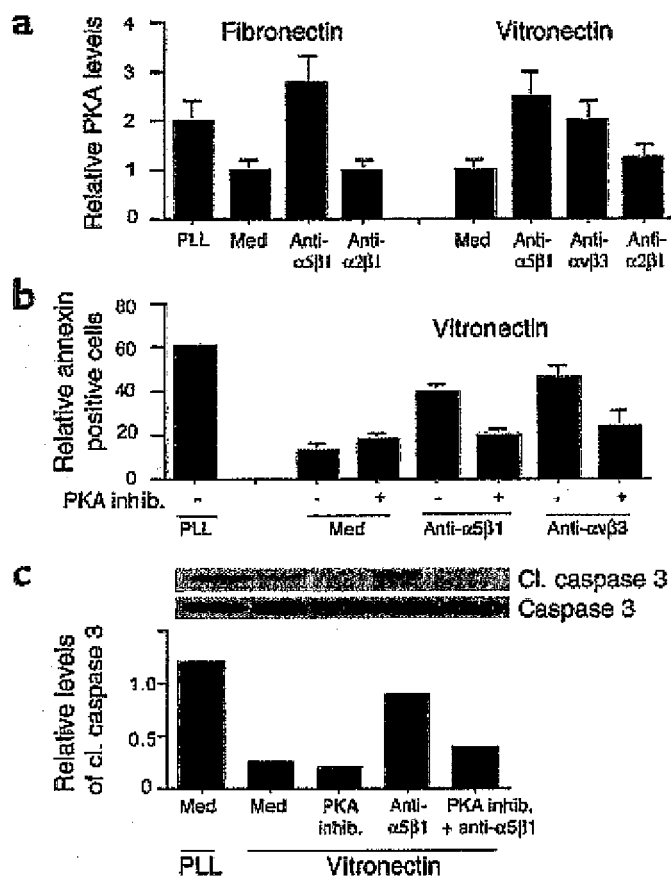 a
Fibronectin Vitronectin
Relative PKA levels
4
3
2
1
0
PLL Med Anti-α5β1 Anti-α2β1 Med Anti-α5β1 Anti-αvβ3 Anti-α2β1
b
Vitronectin
Relative annexin positive cells
80
60
40
20
0
PKA inhib. - - + - + - +
PLL Med Anti-α5β1 Anti-αvβ3
c
Cl. caspase 3
Caspase 3
Relative levels of cl. caspase 3
1.0
0.5
0
Med Med PKA inhib. Anti-α5β1 PKA inhib. + anti-α5β1
PLL Vitronectin